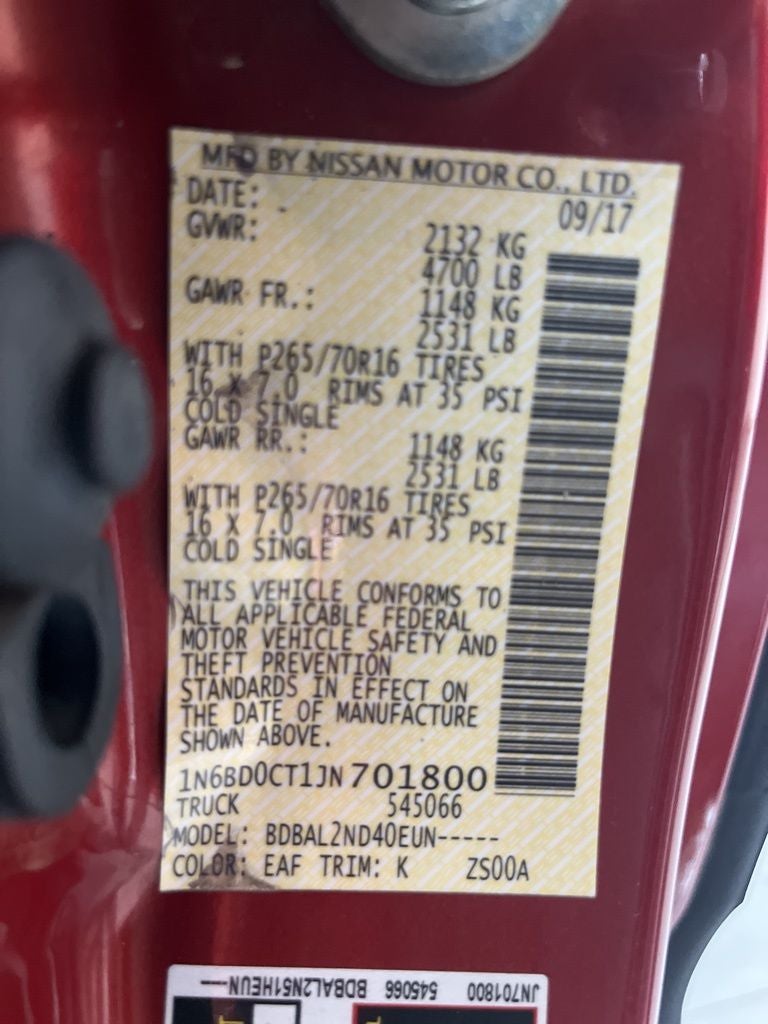 MFD BY NISSAN MOTOR CO., LTD.
DATE: 09/17
GVWR: 2132 KG
4700 LB
GAWR FR.: 1148 KG
2531 LB
WITH P265/70R16 TIRES
16 X 7.0 RIMS AT 35 PSI
COLD SINGLE
GAWR RR.: 1148 KG
2531 LB
WITH P265/70R16 TIRES
16 X 7.0 RIMS AT 35 PSI
COLD SINGLE
THIS VEHICLE CONFORMS TO
ALL APPLICABLE FEDERAL
MOTOR VEHICLE SAFETY AND
THEFT PREVENTION
STANDARDS IN EFFECT ON
THE DATE OF MANUFACTURE
SHOWN ABOVE.
1N6BD0CT1JN701800
TRUCK 545066
MODEL: BDBAL2ND40EUN-----
COLOR: EAF TRIM: K ZS00A
JN701800 545066 BDBAL2N51HEUN----